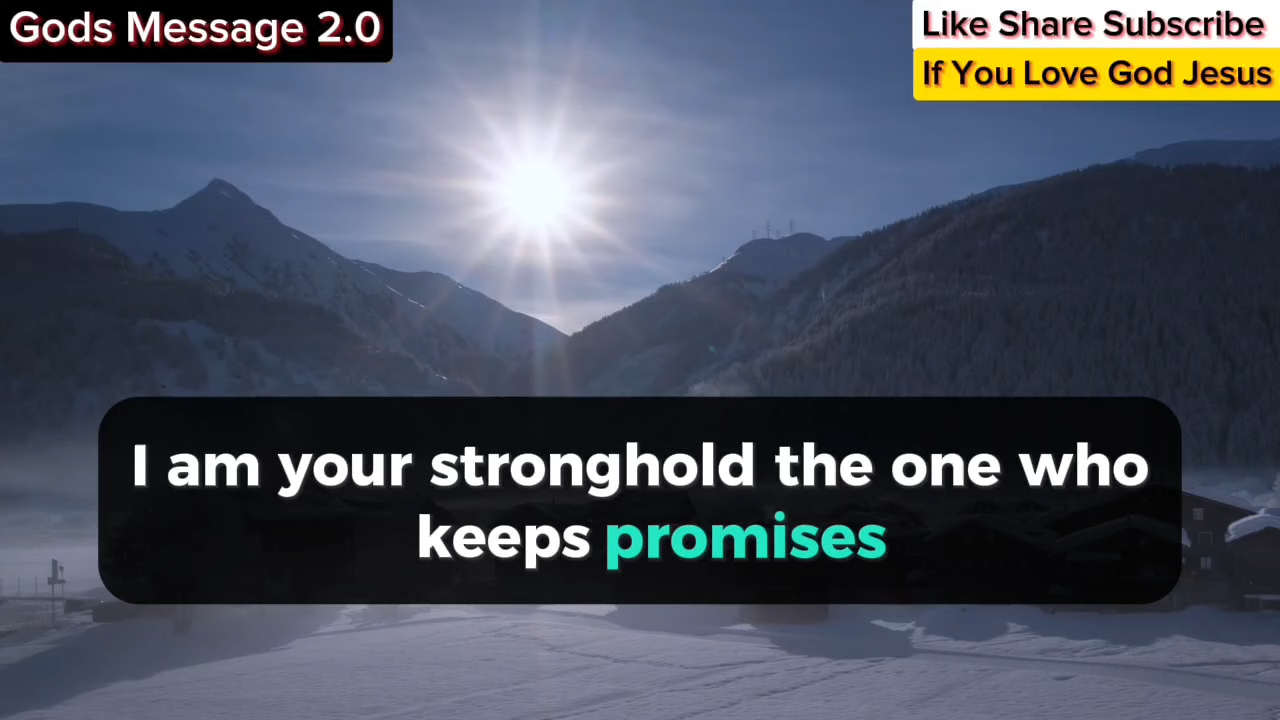 Gods Message 2.0
Like Share Subscribe
If You Love God Jesus
I am your stronghold the one who
keeps promises